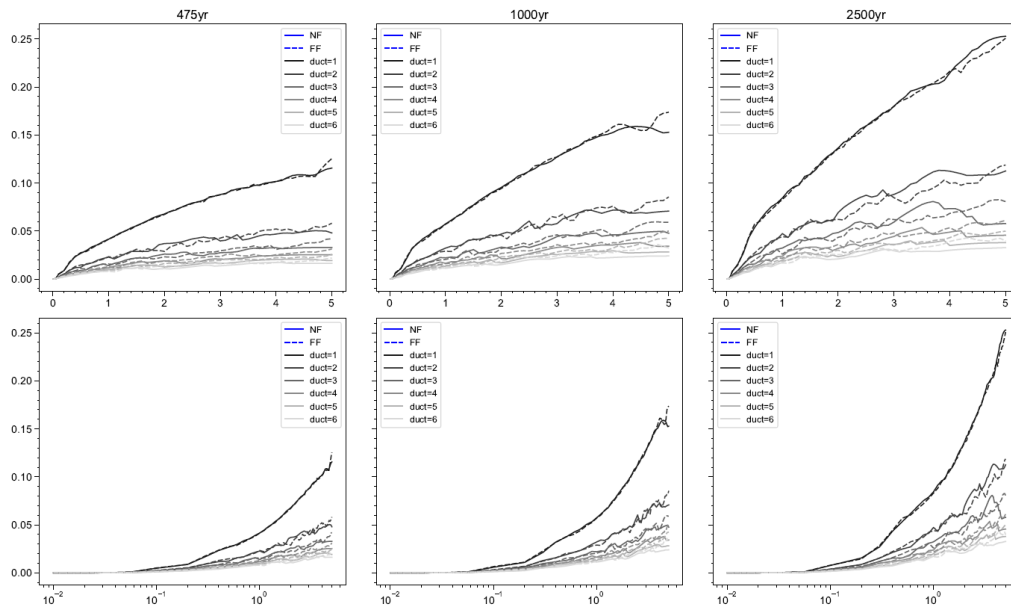 475yr
1000yr
2500yr
0.25
0.20
0.15
0.10
0.05
0.00
NF
FF
duct=1
duct=2
duct=3
duct=4
duct=5
duct=6
0 1 2 3 4 5
NF
FF
duct=1
duct=2
duct=3
duct=4
duct=5
duct=6
0 1 2 3 4 5
NF
FF
duct=1
duct=2
duct=3
duct=4
duct=5
duct=6
0 1 2 3 4 5
0.25
0.20
0.15
0.10
0.05
0.00
NF
FF
duct=1
duct=2
duct=3
duct=4
duct=5
duct=6
10⁻² 10⁻¹ 10⁰
NF
FF
duct=1
duct=2
duct=3
duct=4
duct=5
duct=6
10⁻² 10⁻¹ 10⁰
NF
FF
duct=1
duct=2
duct=3
duct=4
duct=5
duct=6
10⁻² 10⁻¹ 10⁰